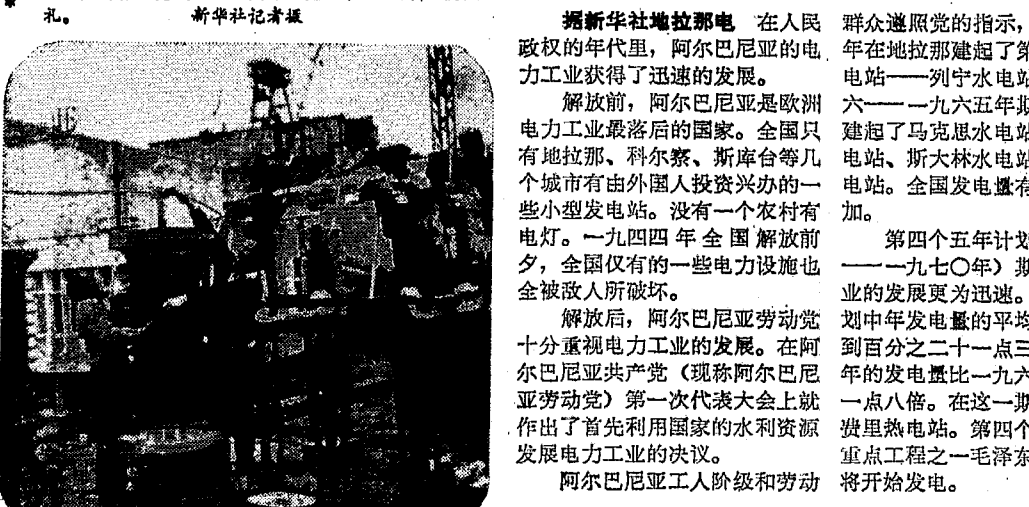 礼。 新华社记者摄
据新华社地拉那电 在人民
政权的年代里，阿尔巴尼亚的电
力工业获得了迅速的发展。
解放前，阿尔巴尼亚是欧洲
电力工业最落后的国家。全国只
有地拉那、科尔察、斯库台等几
个城市有由外国人投资兴办的一
些小型发电站。没有一个农村有
电灯。一九四四年全国解放前
夕，全国仅有的一些电力设施也
全被敌人所破坏。
解放后，阿尔巴尼亚劳动党
十分重视电力工业的发展。在阿
尔巴尼亚共产党（现称阿尔巴尼
亚劳动党）第一次代表大会上就
作出了首先利用国家的水利资源
发展电力工业的决议。
阿尔巴尼亚工人阶级和劳动
群众遵照党的指示，
年在地拉那建起了第
电站——列宁水电站
六——一九六五年期
建起了马克思水电站
电站、斯大林水电站
电站。全国发电量有
加。
第四个五年计划
——一九七〇年）期
业的发展更为迅速。
划中年发电量的平均
到百分之二十一点三
年的发电量比一九六
一点八倍。在这一期
费里热电站。第四个
重点工程之一毛泽东
将开始发电。